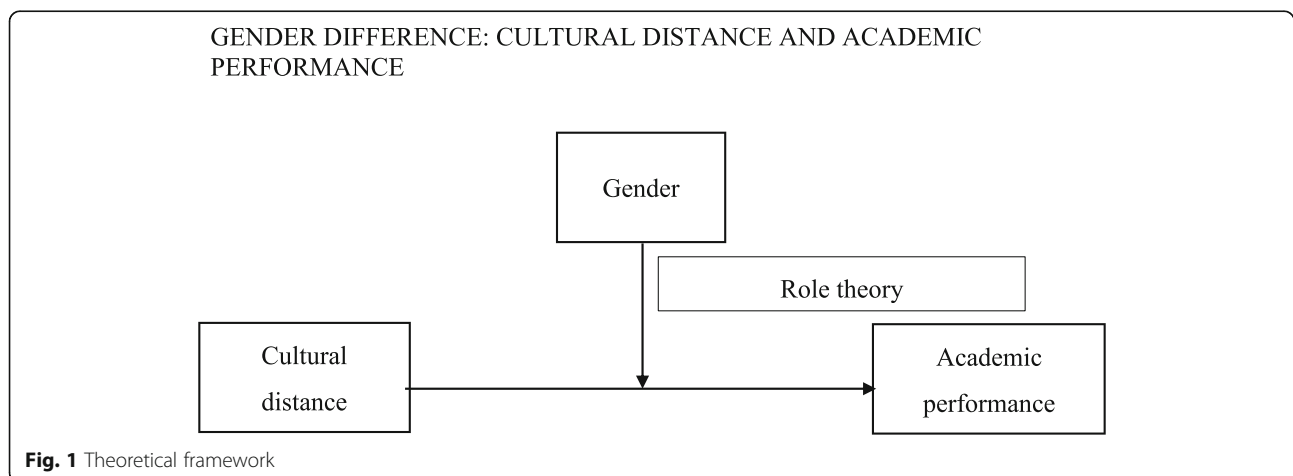 GENDER DIFFERENCE: CULTURAL DISTANCE AND ACADEMIC
PERFORMANCE
Gender
Role theory
Cultural
distance
Academic
performance
Fig. 1 Theoretical framework